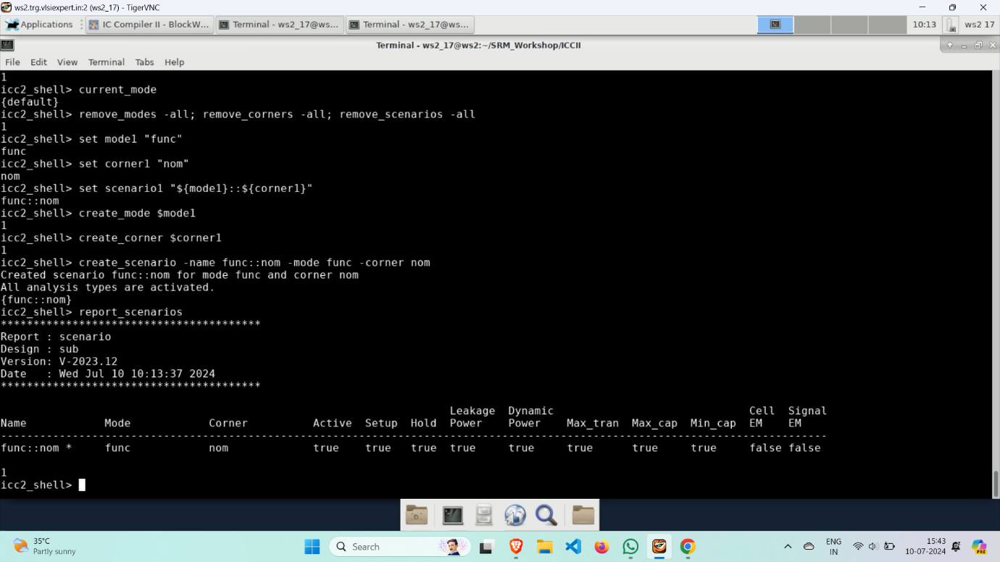 ws2.trg.vlsiexpert.in:2 (ws2_17) - TigerVNC
Applications IC Compiler II - BlockW... Terminal - ws2_17@ws... Terminal - ws2_17@ws... 10:13 ws2 17
Terminal - ws2_17@ws2:~/SRM_Workshop/ICCII
File Edit View Terminal Tabs Help
1
icc2_shell> current_mode
{default}
icc2_shell> remove_modes -all; remove_corners -all; remove_scenarios -all
1
icc2_shell> set mode1 "func"
func
icc2_shell> set corner1 "nom"
nom
icc2_shell> set scenario1 "${mode1}::${corner1}"
func::nom
icc2_shell> create_mode $mode1
1
icc2_shell> create_corner $corner1
1
icc2_shell> create_scenario -name func::nom -mode func -corner nom
Created scenario func::nom for mode func and corner nom
All analysis types are activated.
{func::nom}
icc2_shell> report_scenarios
****************************************
Report : scenario
Design : sub
Version: V-2023.12
Date   : Wed Jul 10 10:13:37 2024
****************************************
Leakage Dynamic Cell Signal
Name Mode Corner Active Setup Hold Power Power Max_tran Max_cap Min_cap EM EM
--------------------------------------------------------------------------------------------------------------------------------
func::nom * func nom true true true true true true true true false false
1
icc2_shell>
35°C
Partly sunny
Search
ENG
IN
15:43
10-07-2024
PRE